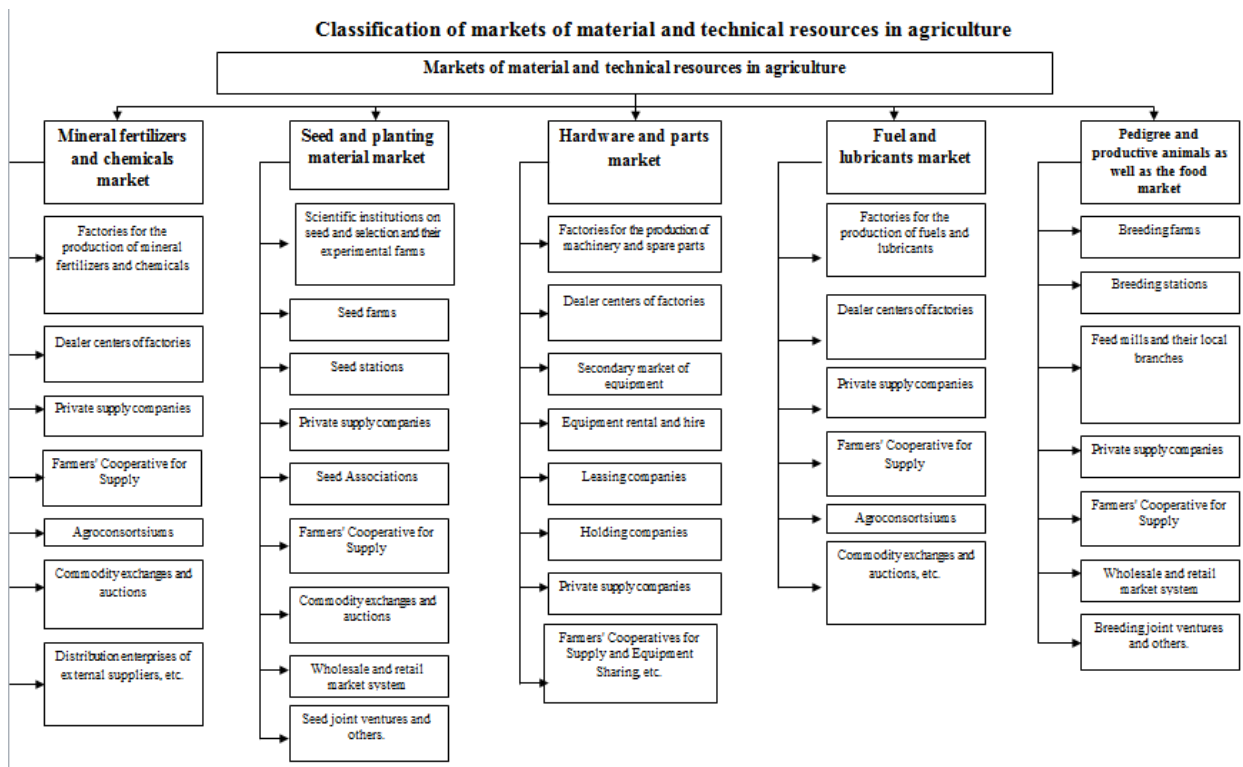 Classification of markets of material and technical resources in agriculture
Markets of material and technical resources in agriculture
Mineral fertilizers
and chemicals
market
Factories for the
production of mineral
fertilizers and chemicals
Dealer centers of factories
Private supply companies
Farmers' Cooperative for
Supply
Agroconsortsiums
Commodity exchanges and
auctions
Distribution enterprises of
external suppliers, etc.
Seed and planting
material market
Scientific institutions on
seed and selection and their
experimental farms
Seed farms
Seed stations
Private supply companies
Seed Associations
Farmers' Cooperative for
Supply
Commodity exchanges and
auctions
Wholesale and retail
market system
Seed joint ventures and
others.
Hardware and parts
market
Factories for the production of
machinery and spare parts
Dealer centers of factories
Secondary market of
equipment
Equipment rental and hire
Leasing companies
Holding companies
Private supply companies
Farmers' Cooperatives for
Supply and Equipment
Sharing, etc.
Fuel and
lubricants market
Factories for the
production of fuels and
lubricants
Dealer centers of factories
Private supply companies
Farmers' Cooperative for
Supply
Agroconsortsiums
Commodity exchanges and
auctions, etc.
Pedigree and
productive animals as
well as the food
market
Breeding farms
Breeding stations
Feed mills and their local
branches
Private supply companies
Farmers' Cooperative for
Supply
Wholesale and retail
market system
Breeding joint ventures
and others.